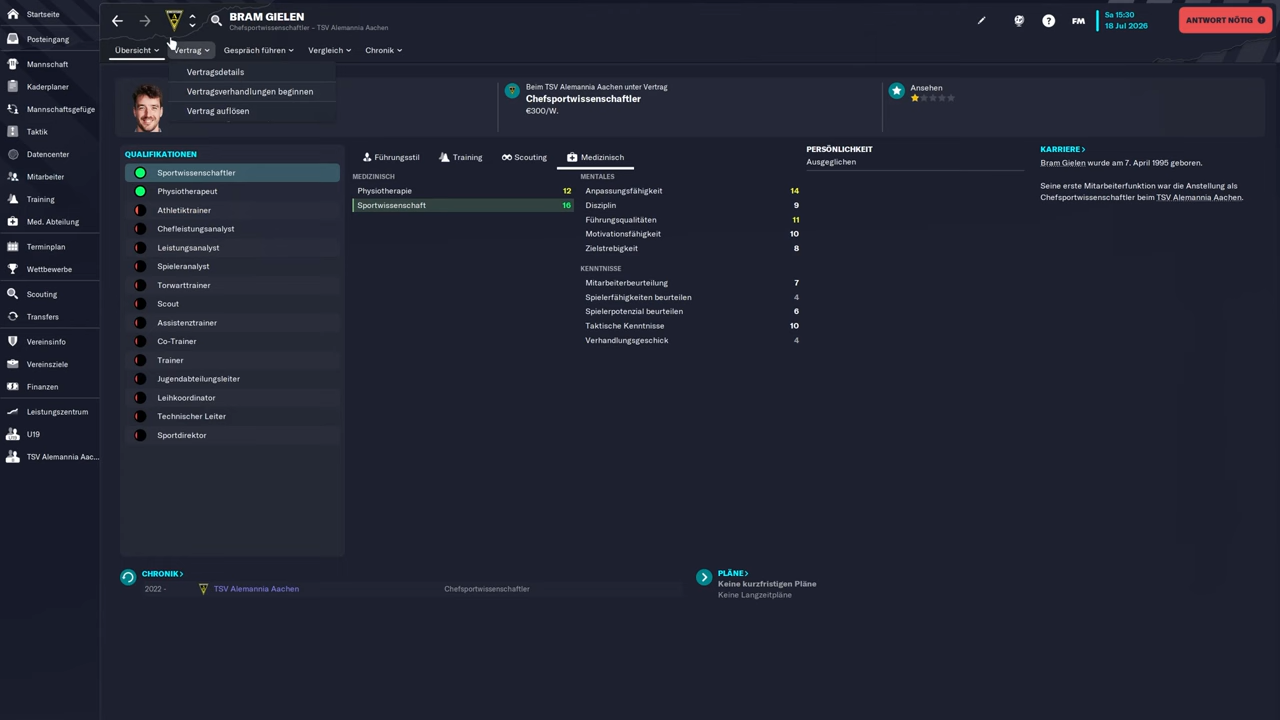 Startseite
Posteingang
Mannschaft
Kaderplaner
Mannschaftsgefüge
Taktik
Datencenter
Mitarbeiter
Training
Med. Abteilung
Terminplan
Wettbewerbe
Scouting
Transfers
Vereinsinfo
Vereinsziele
Finanzen
Leistungszentrum
U19
TSV Alemannia Aac...
BRAM GIELEN
Chefsportwissenschaftler – TSV Alemannia Aachen
FM
Sa 15:30
18 Jul 2026
ANTWORT NÖTIG
Übersicht Vertrag Gespräch führen Vergleich Chronik
Vertragsdetails
Vertragsverhandlungen beginnen
Vertrag auflösen
Beim TSV Alemannia Aachen unter Vertrag
Chefsportwissenschaftler
€300/W.
Ansehen
QUALIFIKATIONEN
Sportwissenschaftler
Physiotherapeut
Athletiktrainer
Chefleistungsanalyst
Leistungsanalyst
Spieleranalyst
Torwarttrainer
Scout
Assistenztrainer
Co-Trainer
Trainer
Jugendabteilungsleiter
Leihkoordinator
Technischer Leiter
Sportdirektor
Führungsstil Training Scouting Medizinisch
MEDIZINISCH
Physiotherapie 12
Sportwissenschaft 16
MENTALES
Anpassungsfähigkeit 14
Disziplin 9
Führungsqualitäten 11
Motivationsfähigkeit 10
Zielstrebigkeit 8
KENNTNISSE
Mitarbeiterbeurteilung 7
Spielerfähigkeiten beurteilen 4
Spielerpotenzial beurteilen 6
Taktische Kenntnisse 10
Verhandlungsgeschick 4
PERSÖNLICHKEIT
Ausgeglichen
KARRIERE >
Bram Gielen wurde am 7. April 1995 geboren.
Seine erste Mitarbeiterfunktion war die Anstellung als
Chefsportwissenschaftler beim TSV Alemannia Aachen.
CHRONIK >
2022 - TSV Alemannia Aachen Chefsportwissenschaftler
PLÄNE >
Keine kurzfristigen Pläne
Keine Langzeitpläne